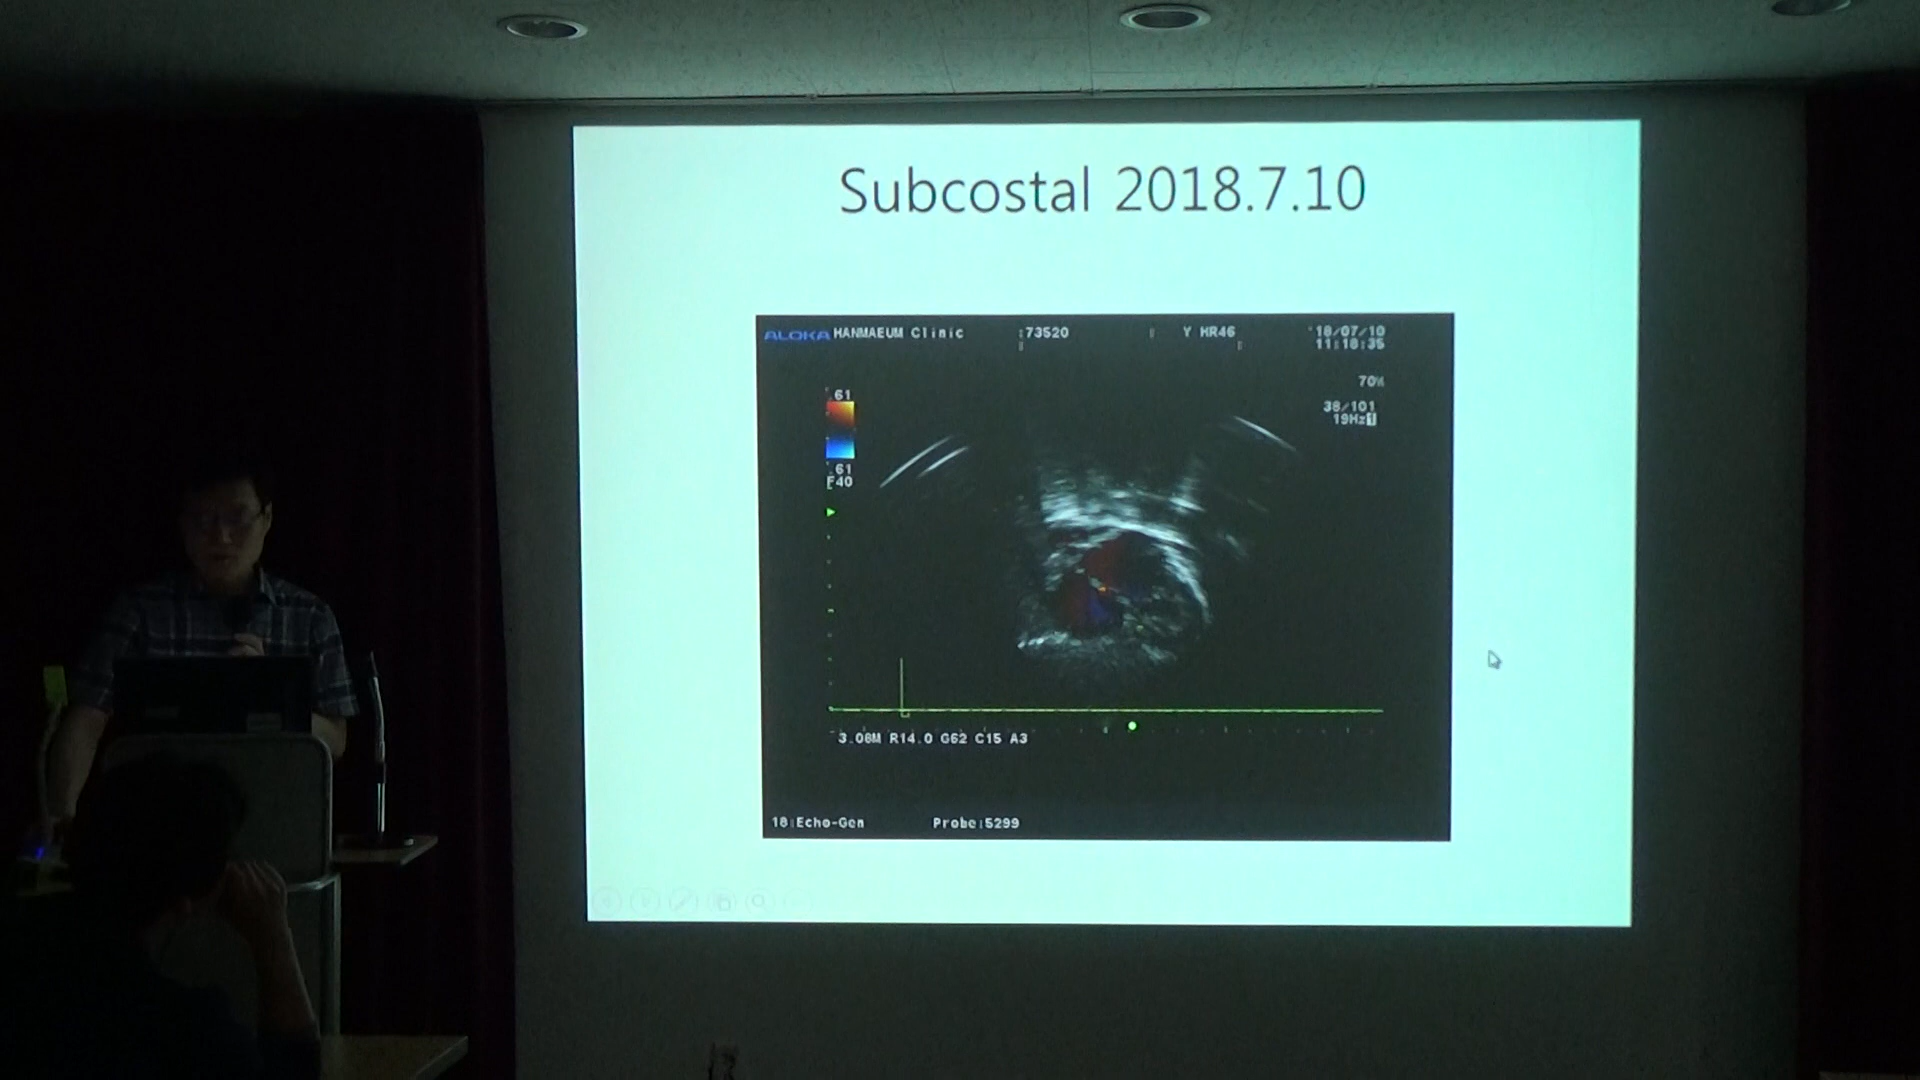 Subcostal 2018.7.10
ALOKA HANMAEUM Clinic :73520 Y HR46 '18/07/10
11:18:35
70%
38/101
19Hz
.61
.61
F40
3.08M R14.0 G62 C15 A3
18:Echo-Gen Probe:5299